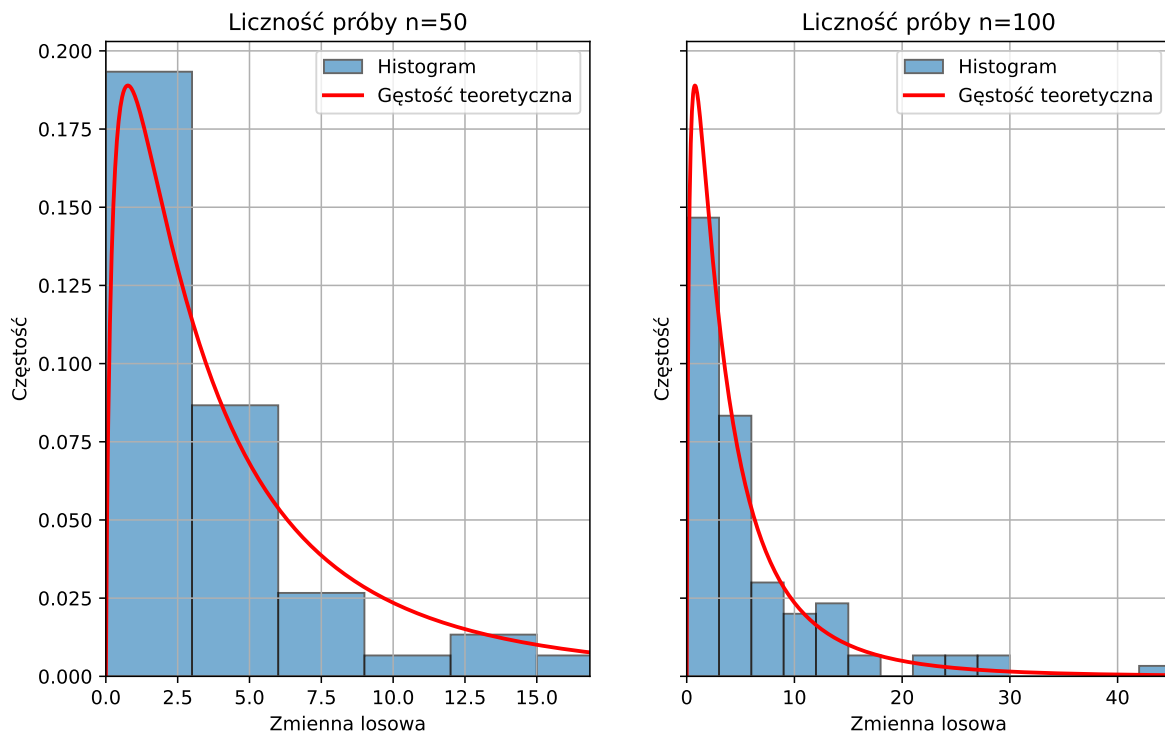 Liczność próby n=50
Histogram
Gęstość teoretyczna
Częstość
0.200
0.175
0.150
0.125
0.100
0.075
0.050
0.025
0.000
0.0 2.5 5.0 7.5 10.0 12.5 15.0
Zmienna losowa
Liczność próby n=100
Histogram
Gęstość teoretyczna
Częstość
0 10 20 30 40
Zmienna losowa